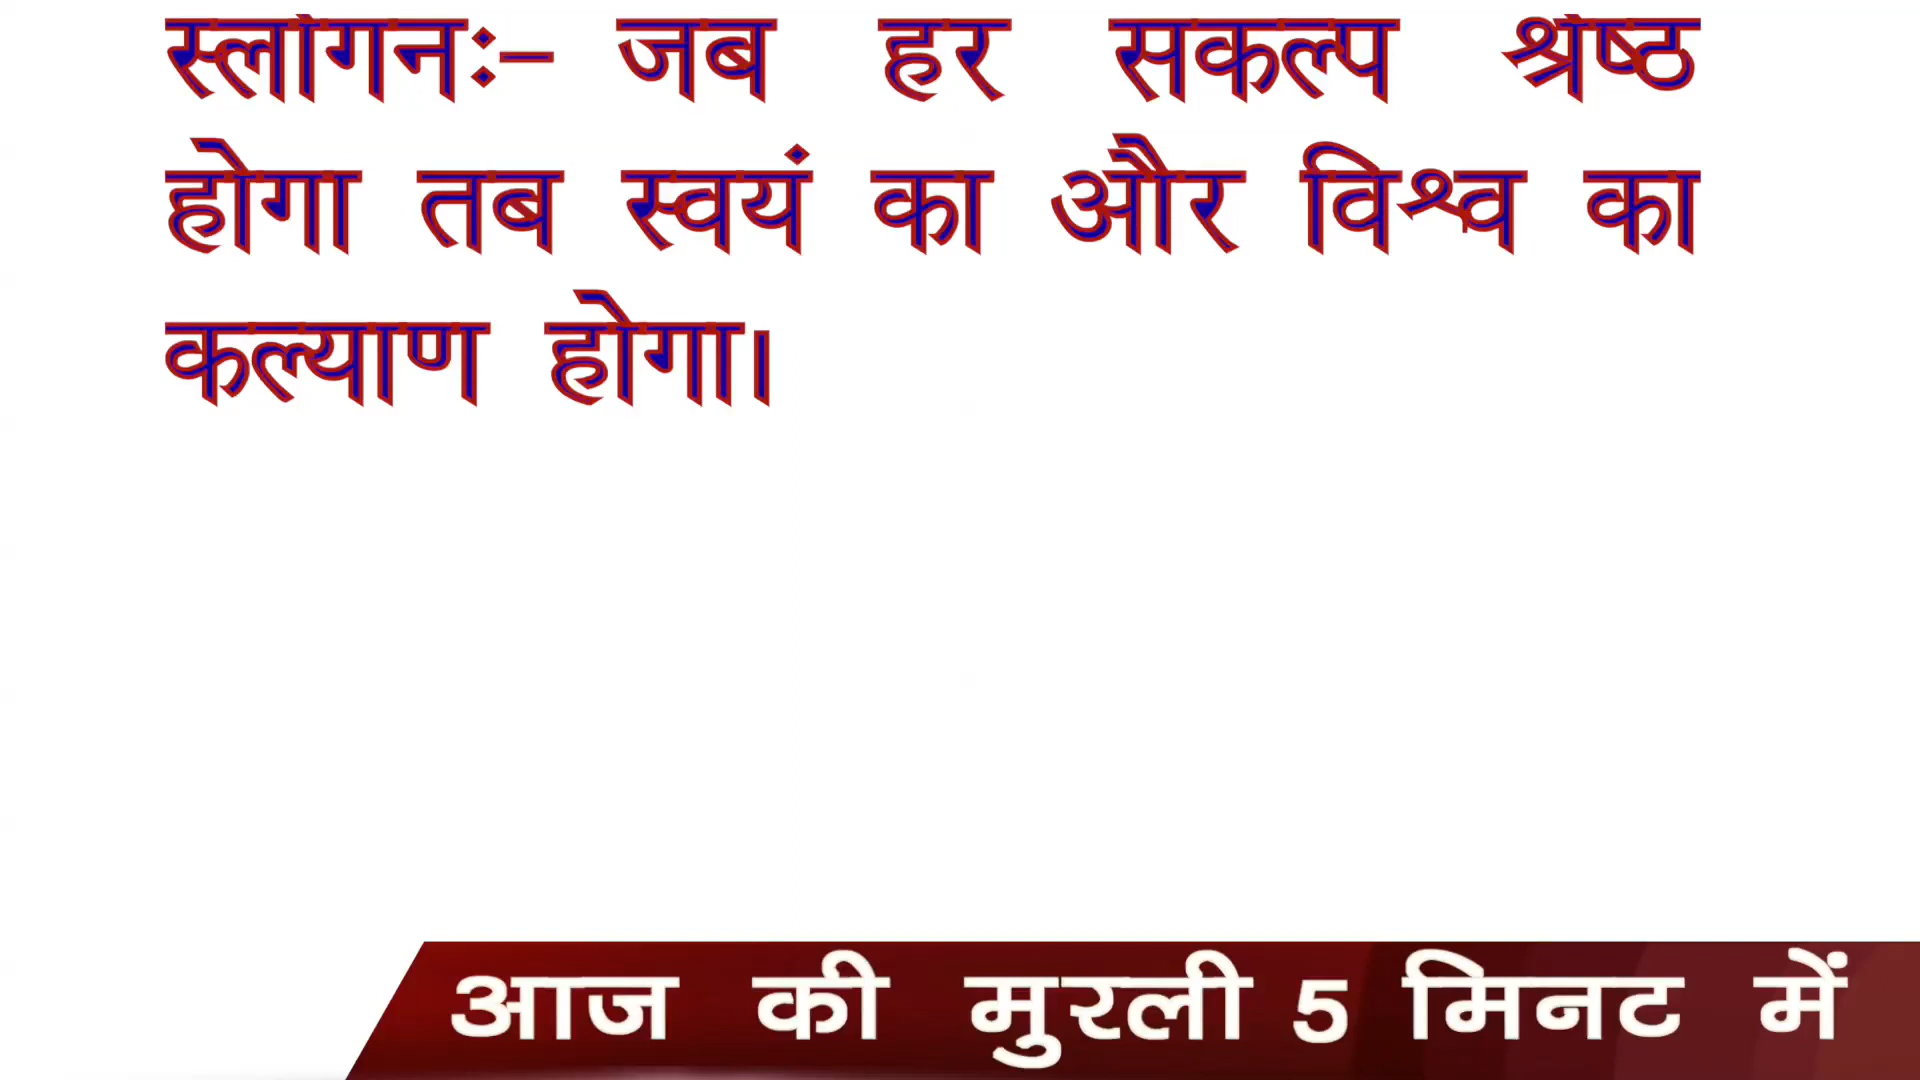 स्लोगनः– जब हर सकल्प श्रेष्ठ
होगा तब स्वयं का और विश्व का
कल्याण होगा।
आज की मुरली 5 मिनट में